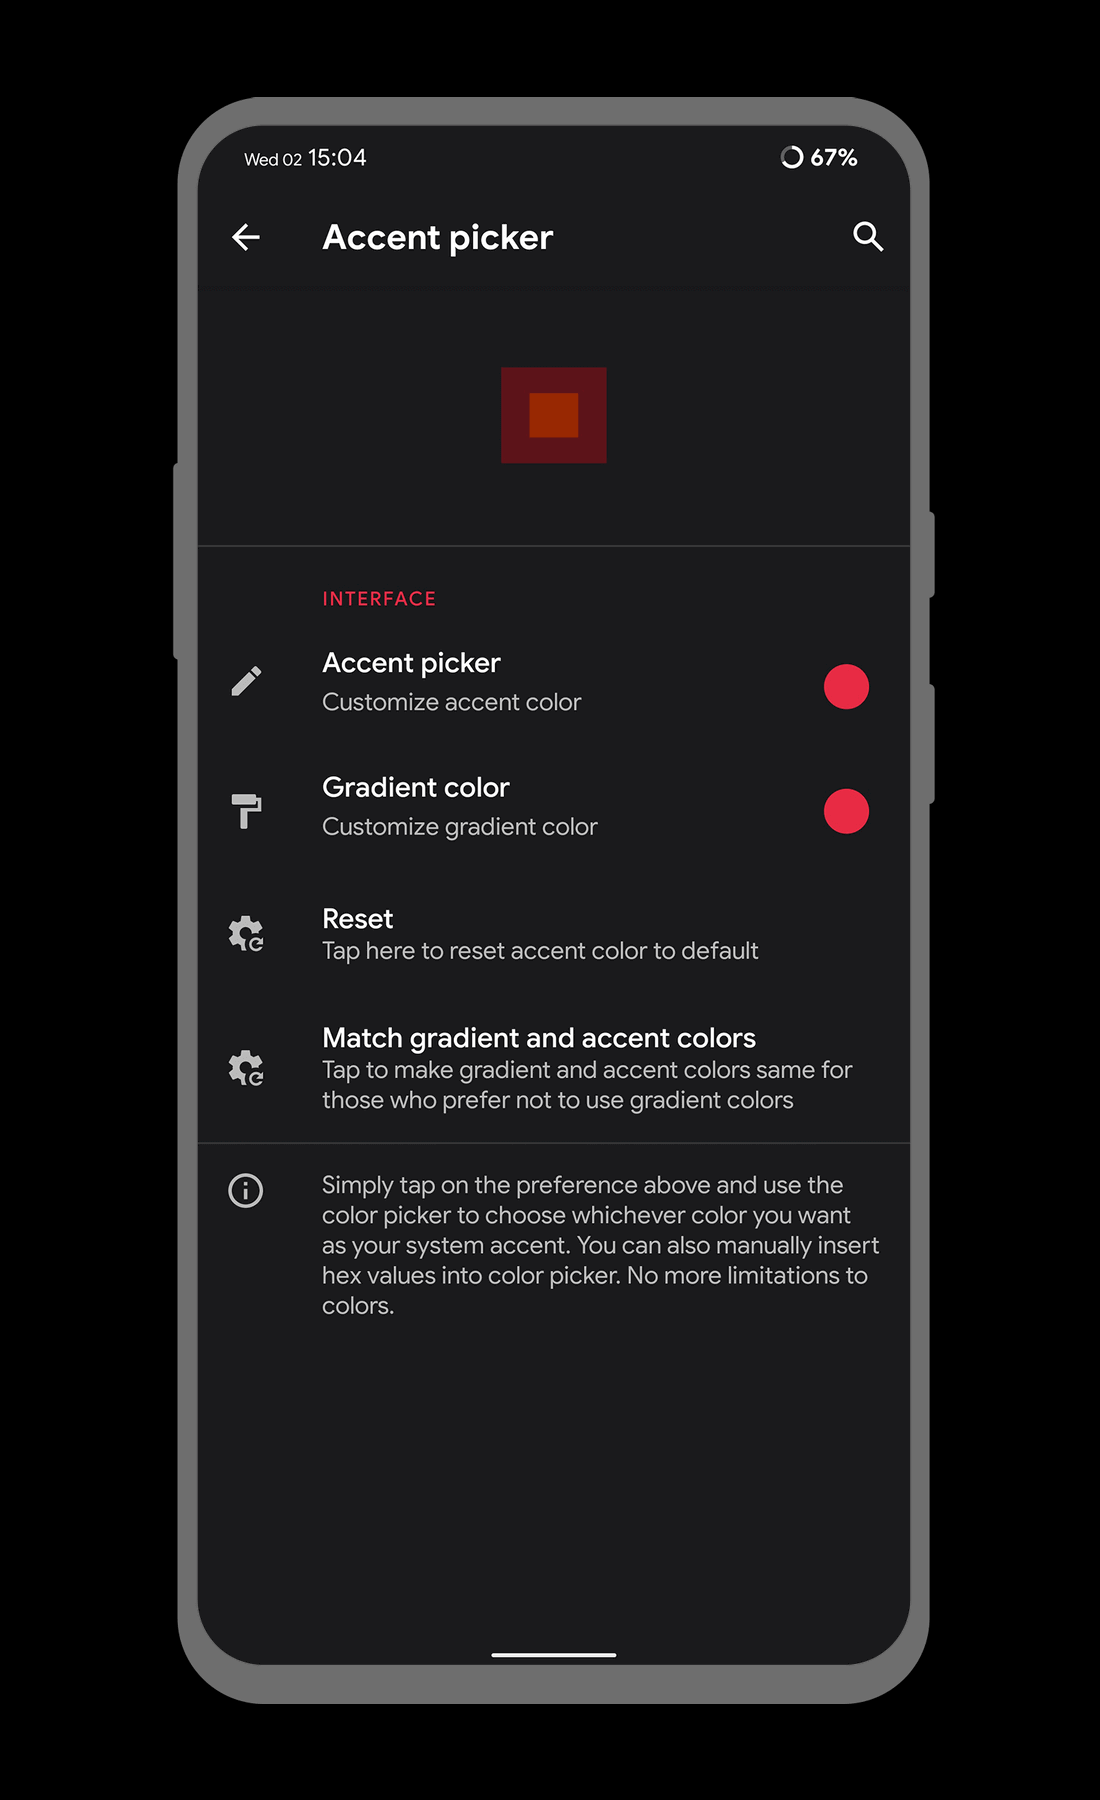 Wed 02 15:04
67%
Accent picker
INTERFACE
Accent picker
Customize accent color
Gradient color
Customize gradient color
Reset
Tap here to reset accent color to default
Match gradient and accent colors
Tap to make gradient and accent colors same for
those who prefer not to use gradient colors
Simply tap on the preference above and use the
color picker to choose whichever color you want
as your system accent. You can also manually insert
hex values into color picker. No more limitations to
colors.